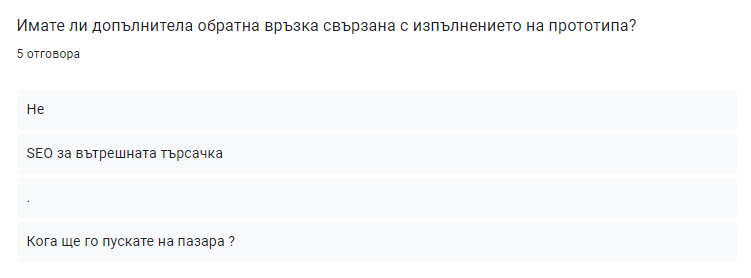 Имате ли допълнителa обратна връзка свързана с изпълнението на прототипа?
5 отговора
Не
SEO за вътрешната търсачка
.
Кога ще го пускате на пазара ?